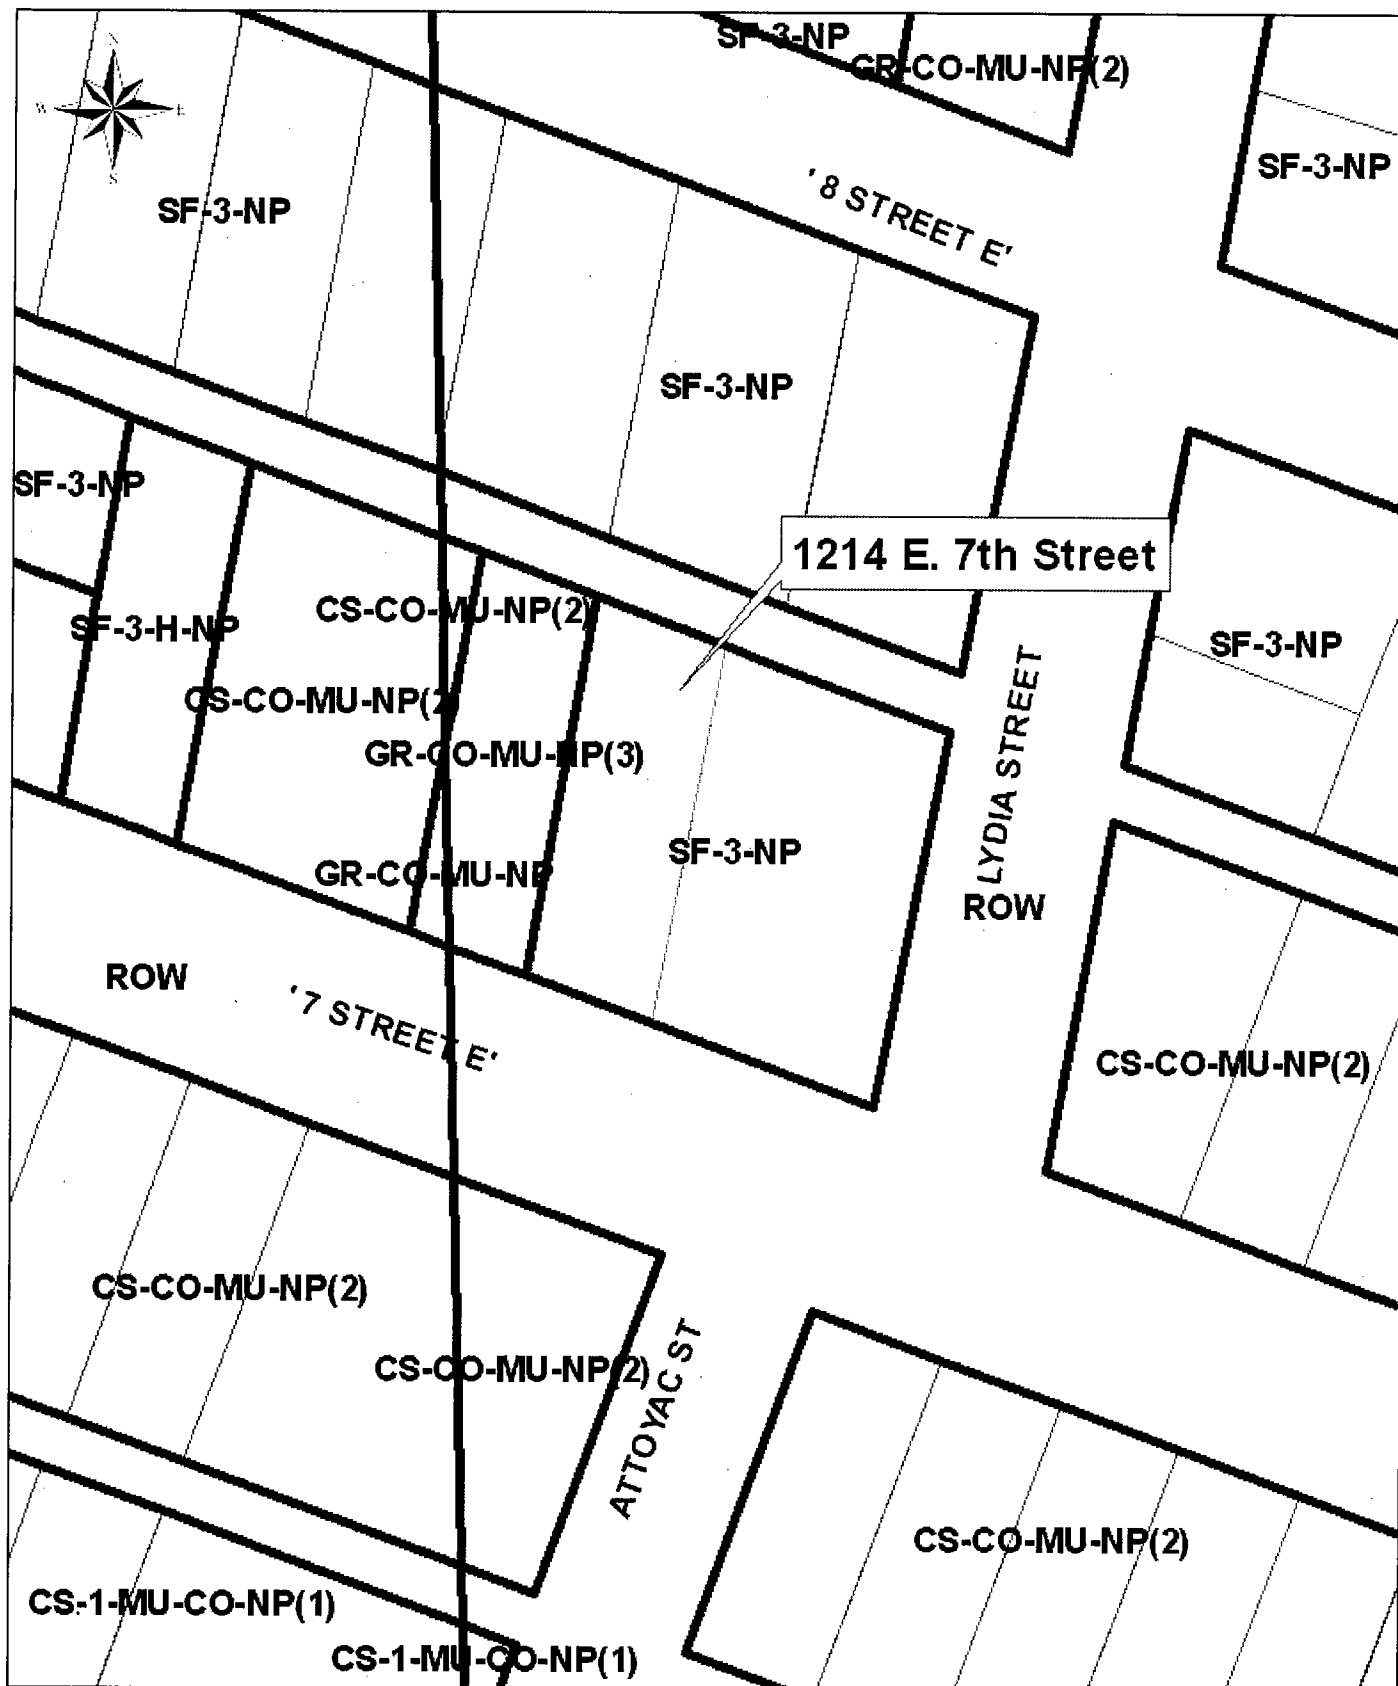 SF-3-NP
GR-CO-MU-NP(2)
N
W E
S
SF-3-NP
SF-3-NP
'8 STREET E'
SF-3-NP
SF-3-NP
1214 E. 7th Street
CS-CO-MU-NP(2)
SF-3-H-NP
SF-3-NP
CS-CO-MU-NP(2)
GR-CO-MU-NP(3)
LYDIA STREET
SF-3-NP
GR-CO-MU-NP
ROW
ROW
'7 STREET E'
CS-CO-MU-NP(2)
CS-CO-MU-NP(2)
CS-CO-MU-NP(2)
ATTOYAC ST
CS-CO-MU-NP(2)
CS-1-MU-CO-NP(1)
CS-1-MU-CO-NP(1)